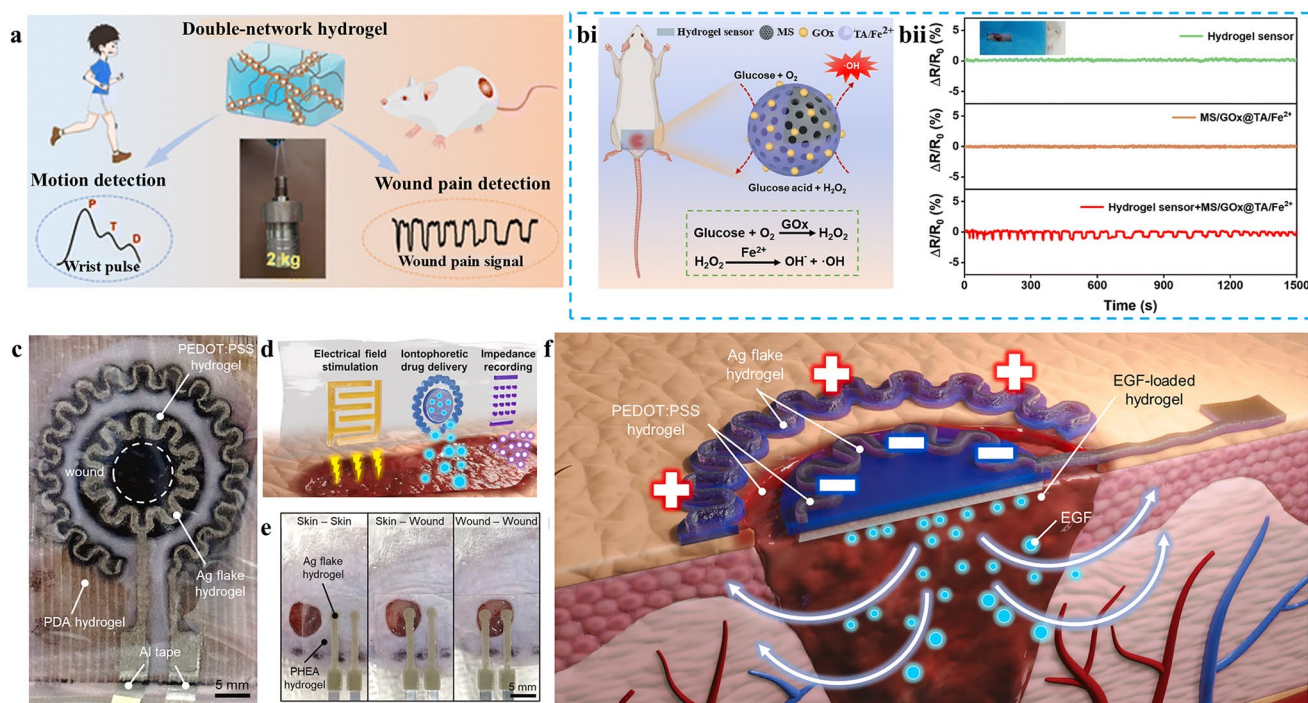 a
Double-network hydrogel
Motion detection
P
T
D
Wrist pulse
2 kg
Wound pain detection
Wound pain signal
bi
Hydrogel sensor MS GOx TA/Fe²⁺
·OH
Glucose + O₂
Glucose acid + H₂O₂
Glucose + O₂ GOx H₂O₂
H₂O₂ Fe²⁺ OH⁻ + ·OH
bii
ΔR/R₀ (%)
5
0
-5
Hydrogel sensor
ΔR/R₀ (%)
5
0
-5
MS/GOx@TA/Fe²⁺
ΔR/R₀ (%)
5
0
-5
Hydrogel sensor+MS/GOx@TA/Fe²⁺
0 300 600 900 1200 1500
Time (s)
c
PEDOT:PSS
hydrogel
wound
Ag flake
hydrogel
PDA hydrogel
Al tape
5 mm
d
Electrical field
stimulation
Iontophoretic
drug delivery
Impedance
recording
e
Skin – Skin
Skin – Wound
Wound – Wound
Ag flake
hydrogel
PHEA
hydrogel
5 mm
f
Ag flake
hydrogel
PEDOT:PSS
hydrogel
EGF-loaded
hydrogel
EGF